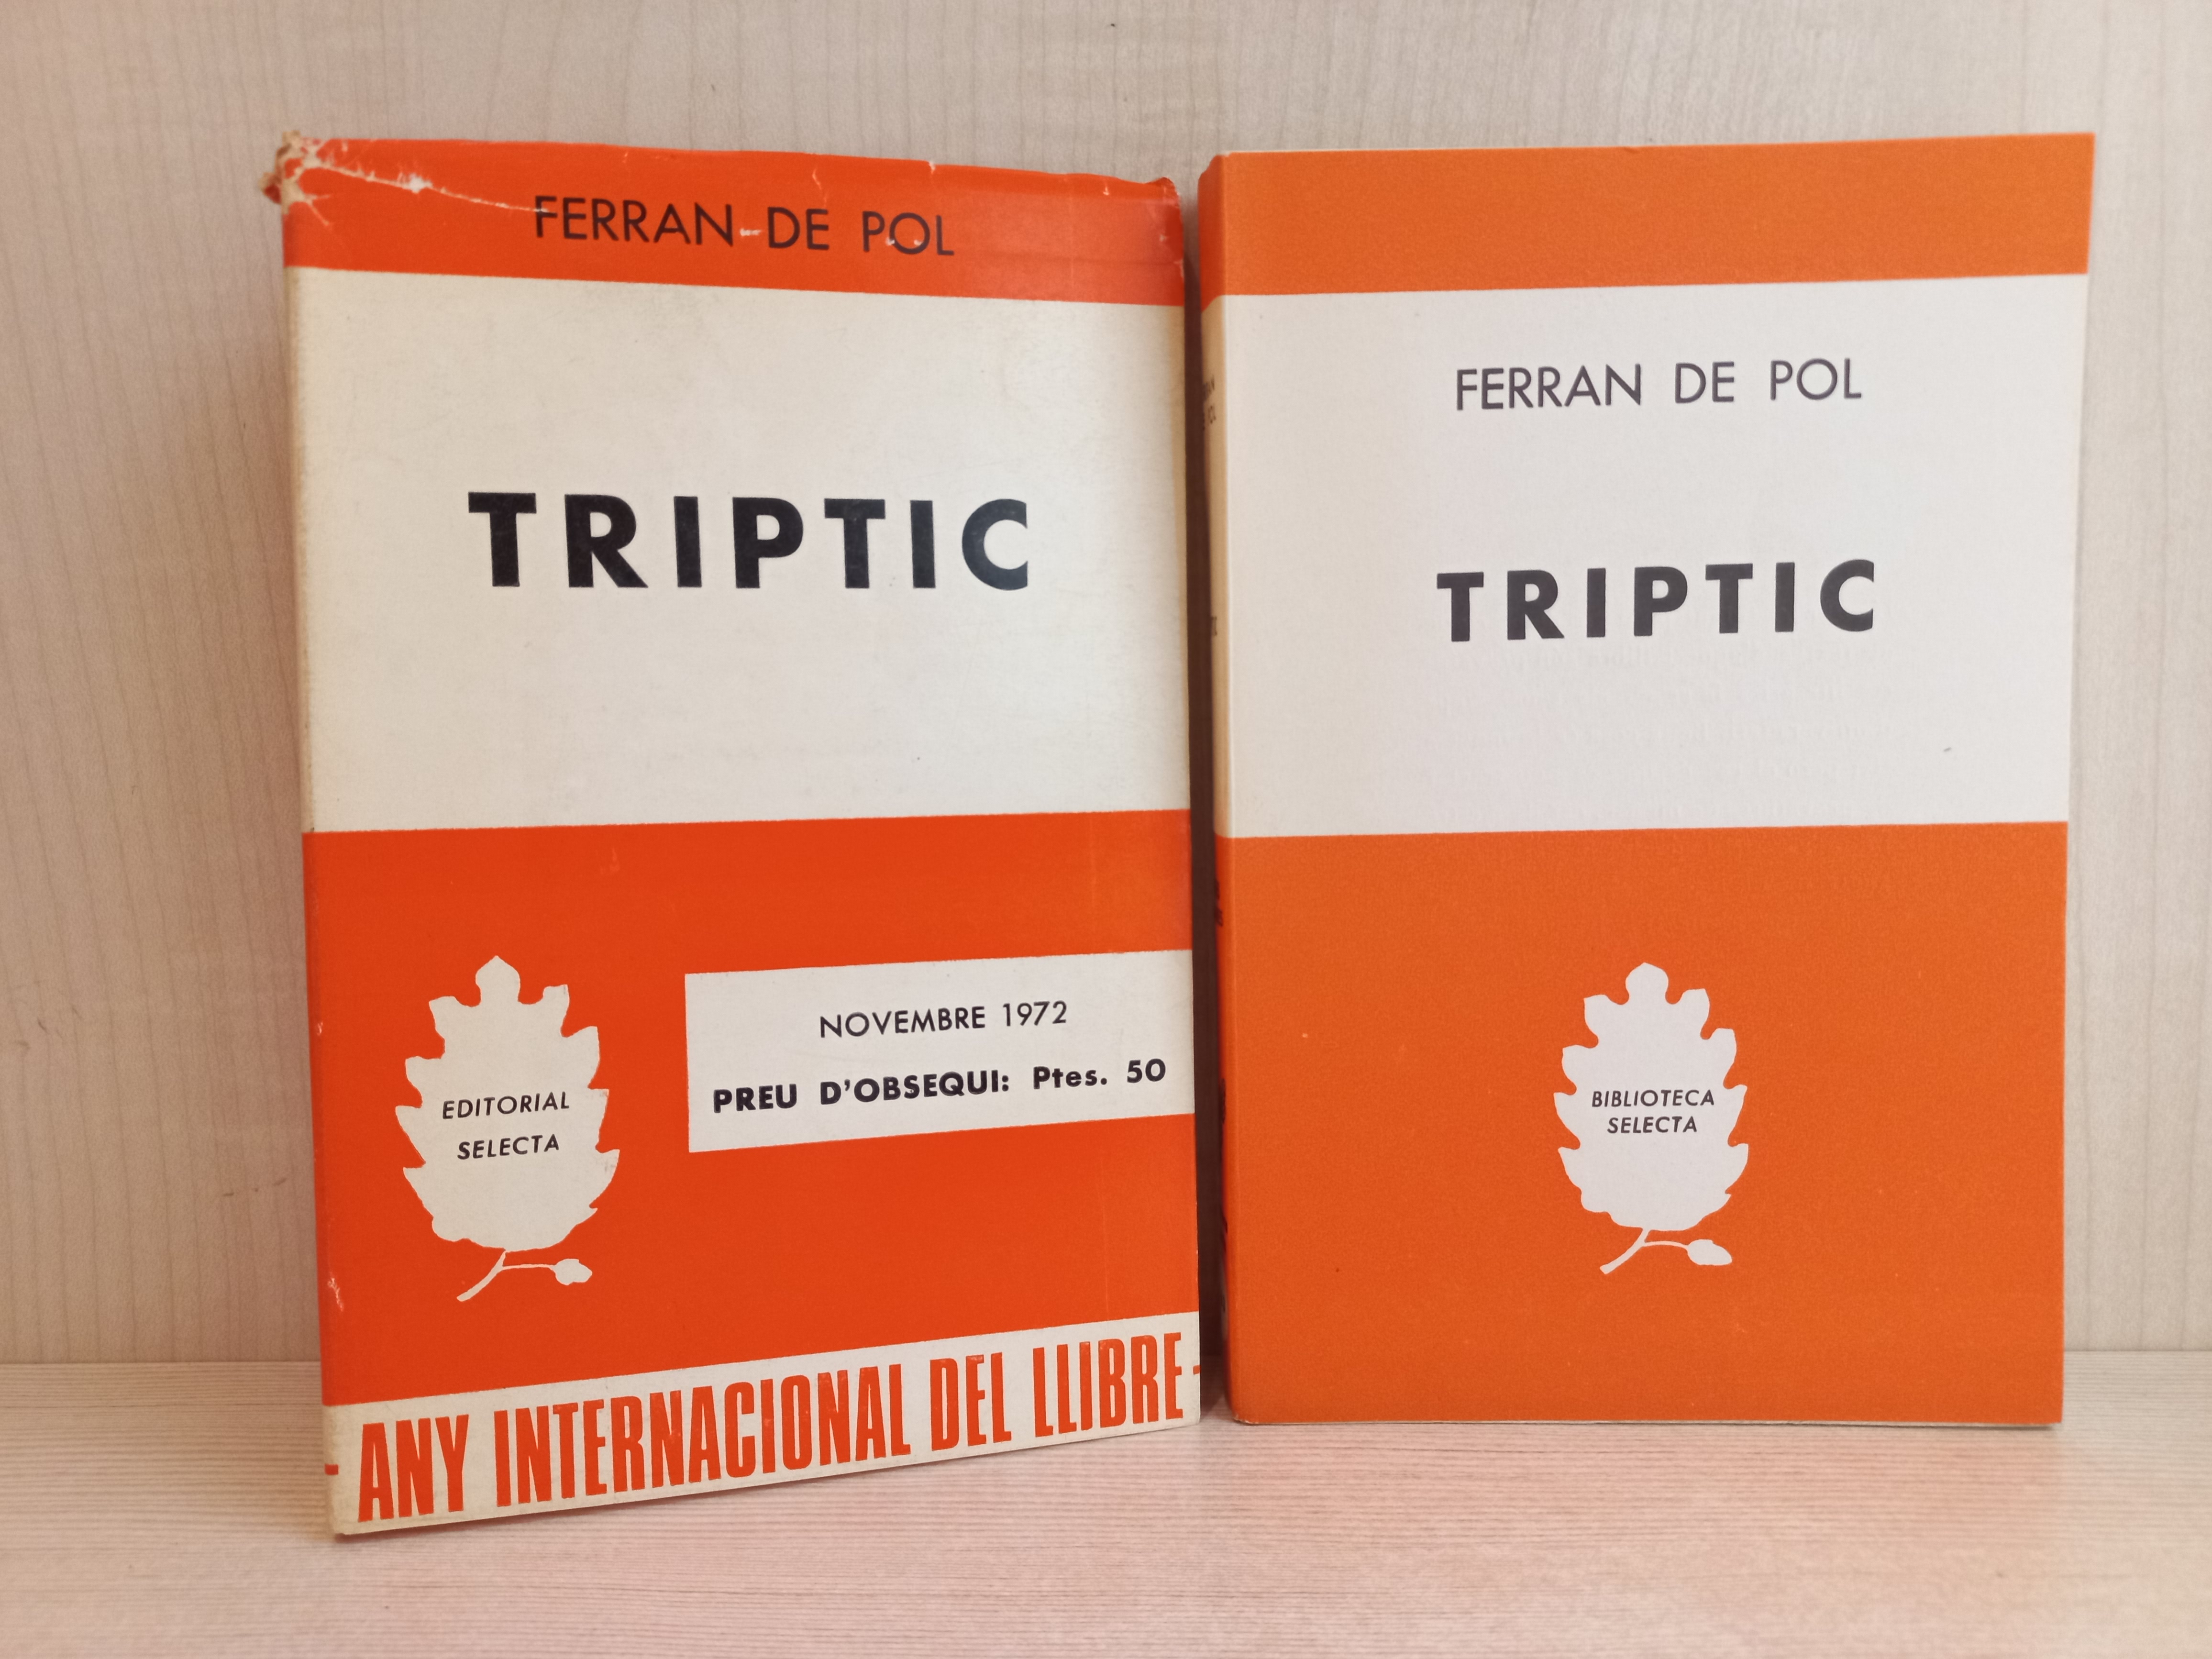 FERRAN DE POL
TRIPTIC
NOVEMBRE 1972
PREU D'OBSEQUI: Ptes. 50
EDITORIAL
SELECTA
- ANY INTERNACIONAL DEL LLIBRE -
FERRAN DE POL
TRIPTIC
BIBLIOTECA
SELECTA